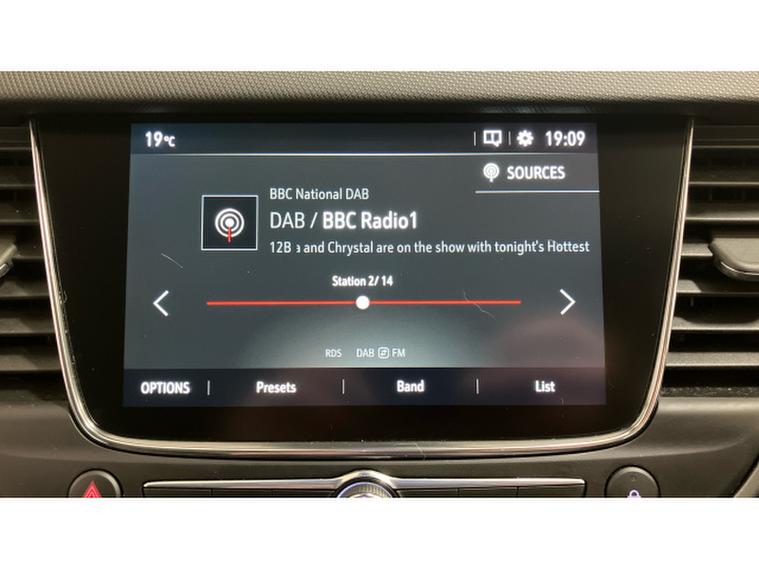 19°C 19:09
SOURCES
BBC National DAB
DAB / BBC Radio1
12B a and Chrystal are on the show with tonight's Hottest
Station 2/ 14
RDS DAB FM
OPTIONS | Presets | Band | List